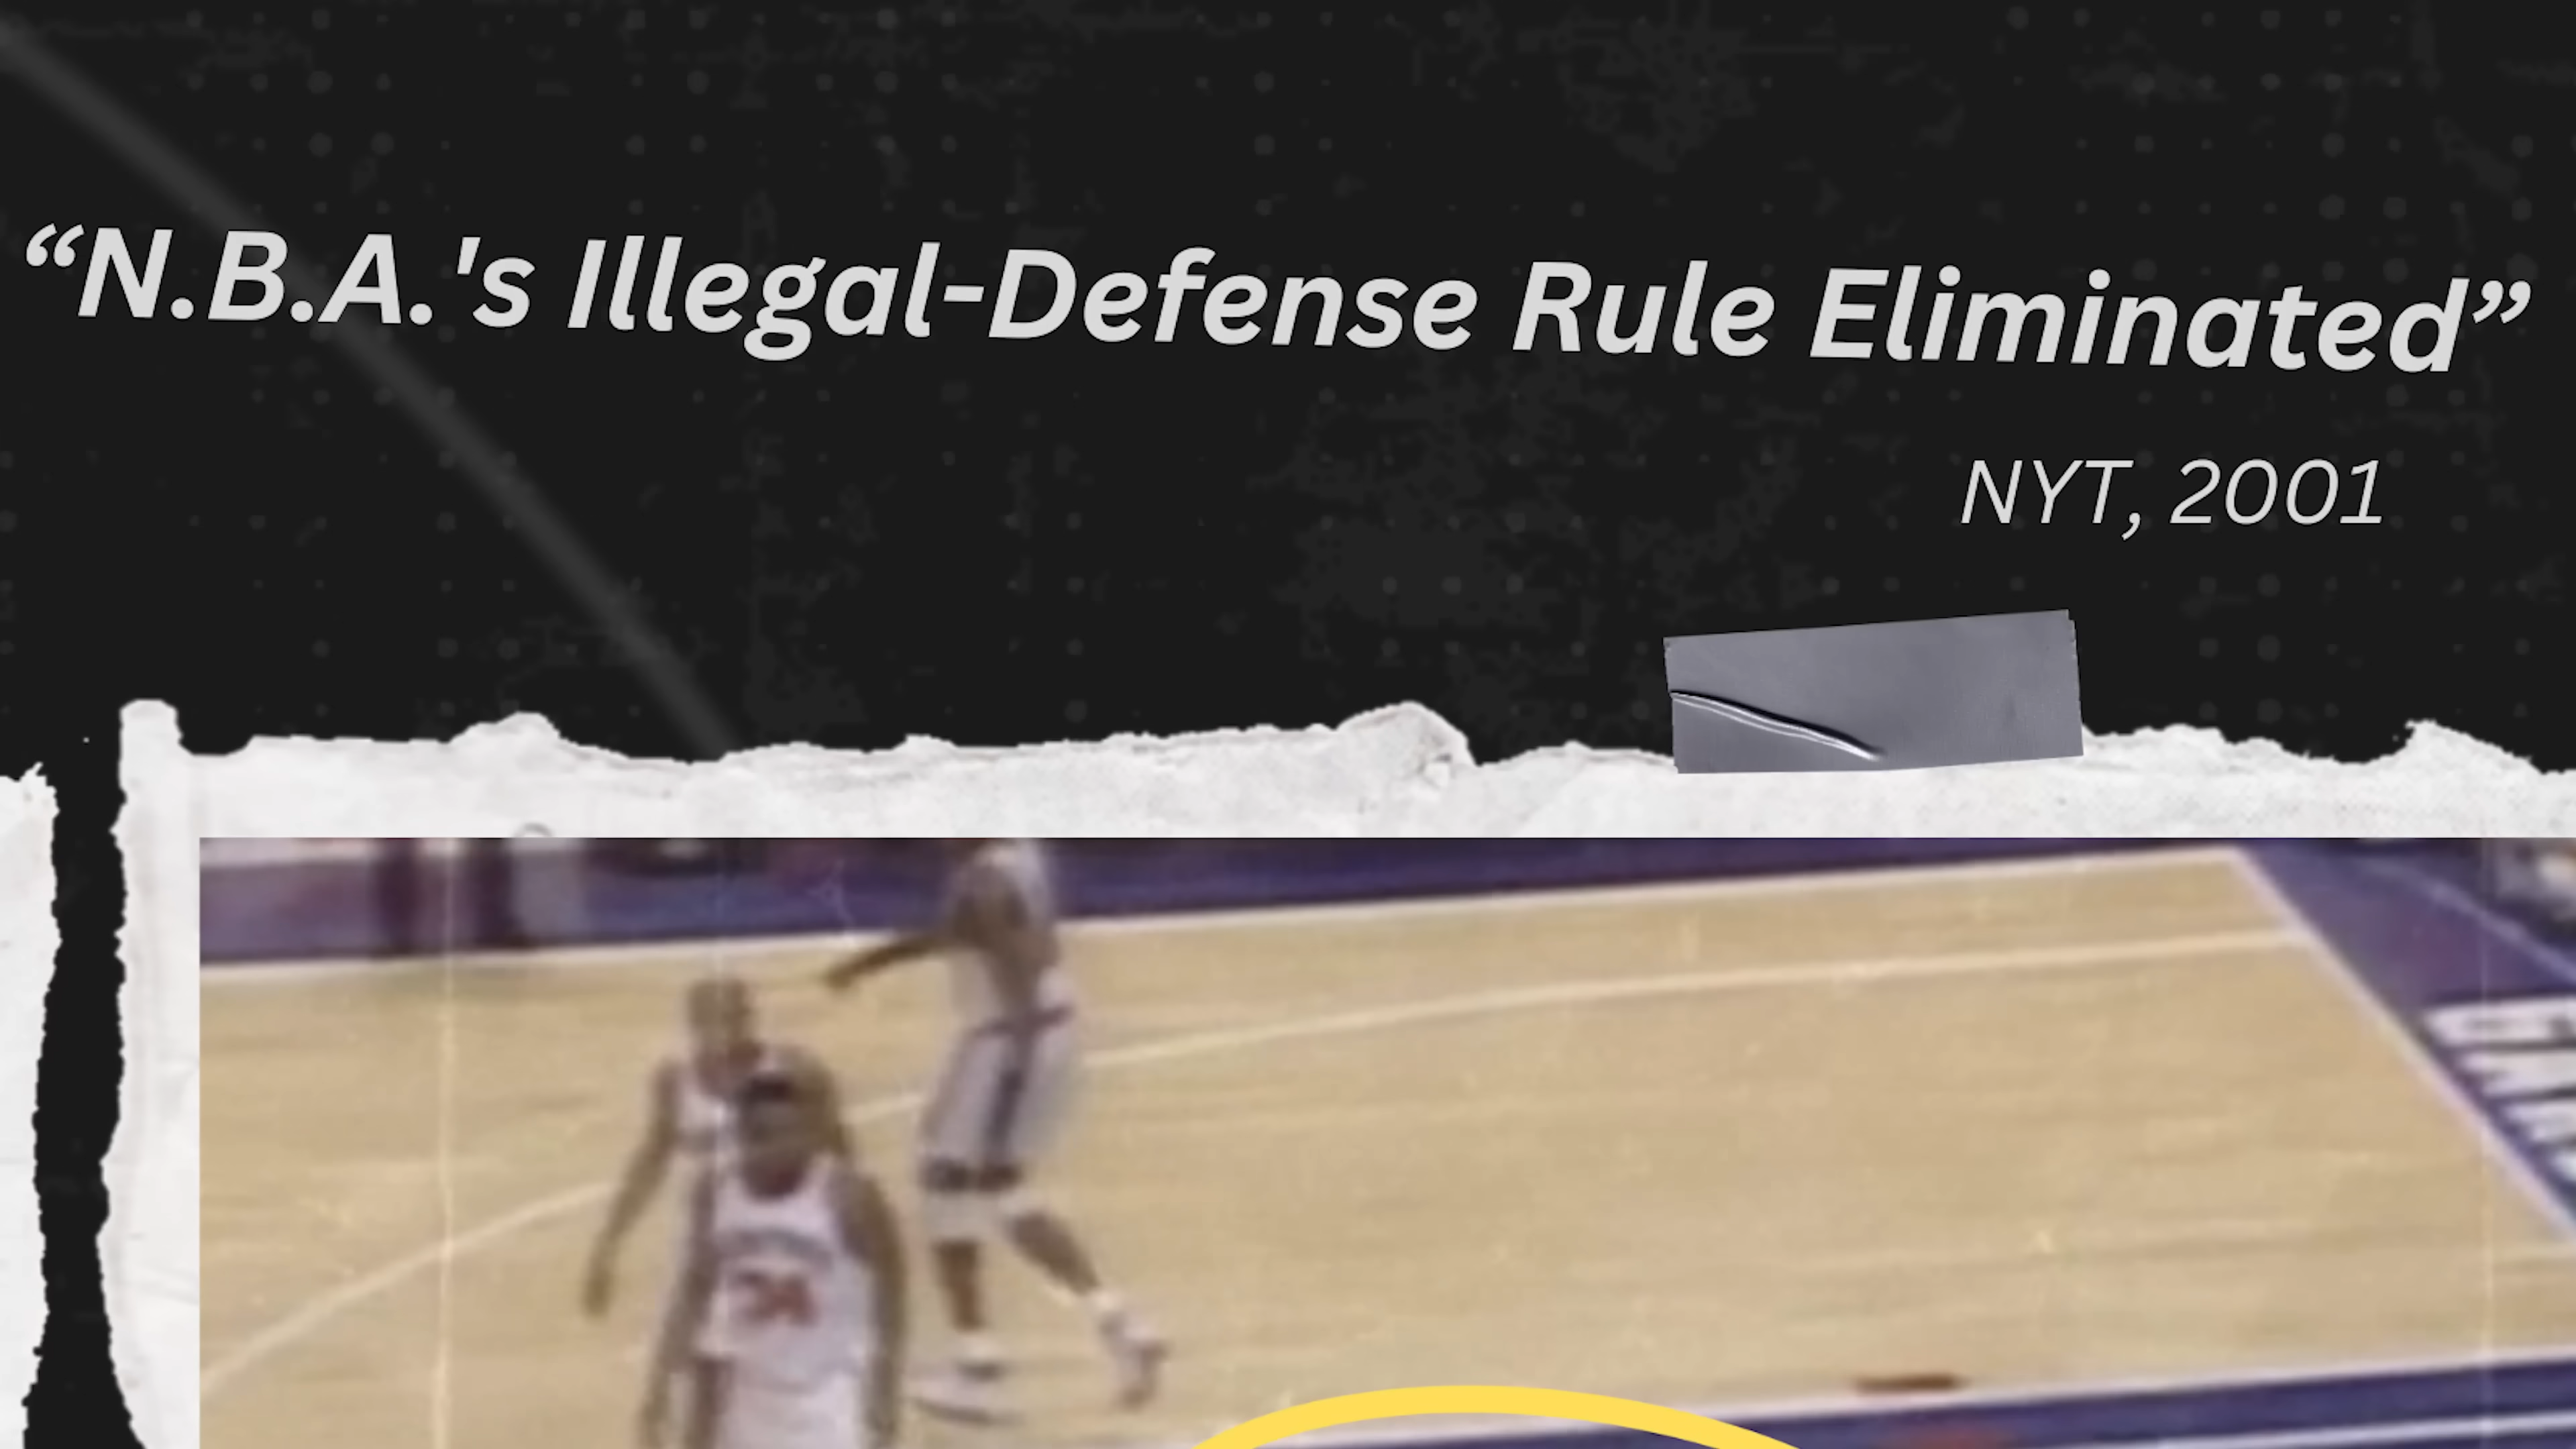 “N.B.A.'s Illegal-Defense Rule Eliminated”
NYT, 2001